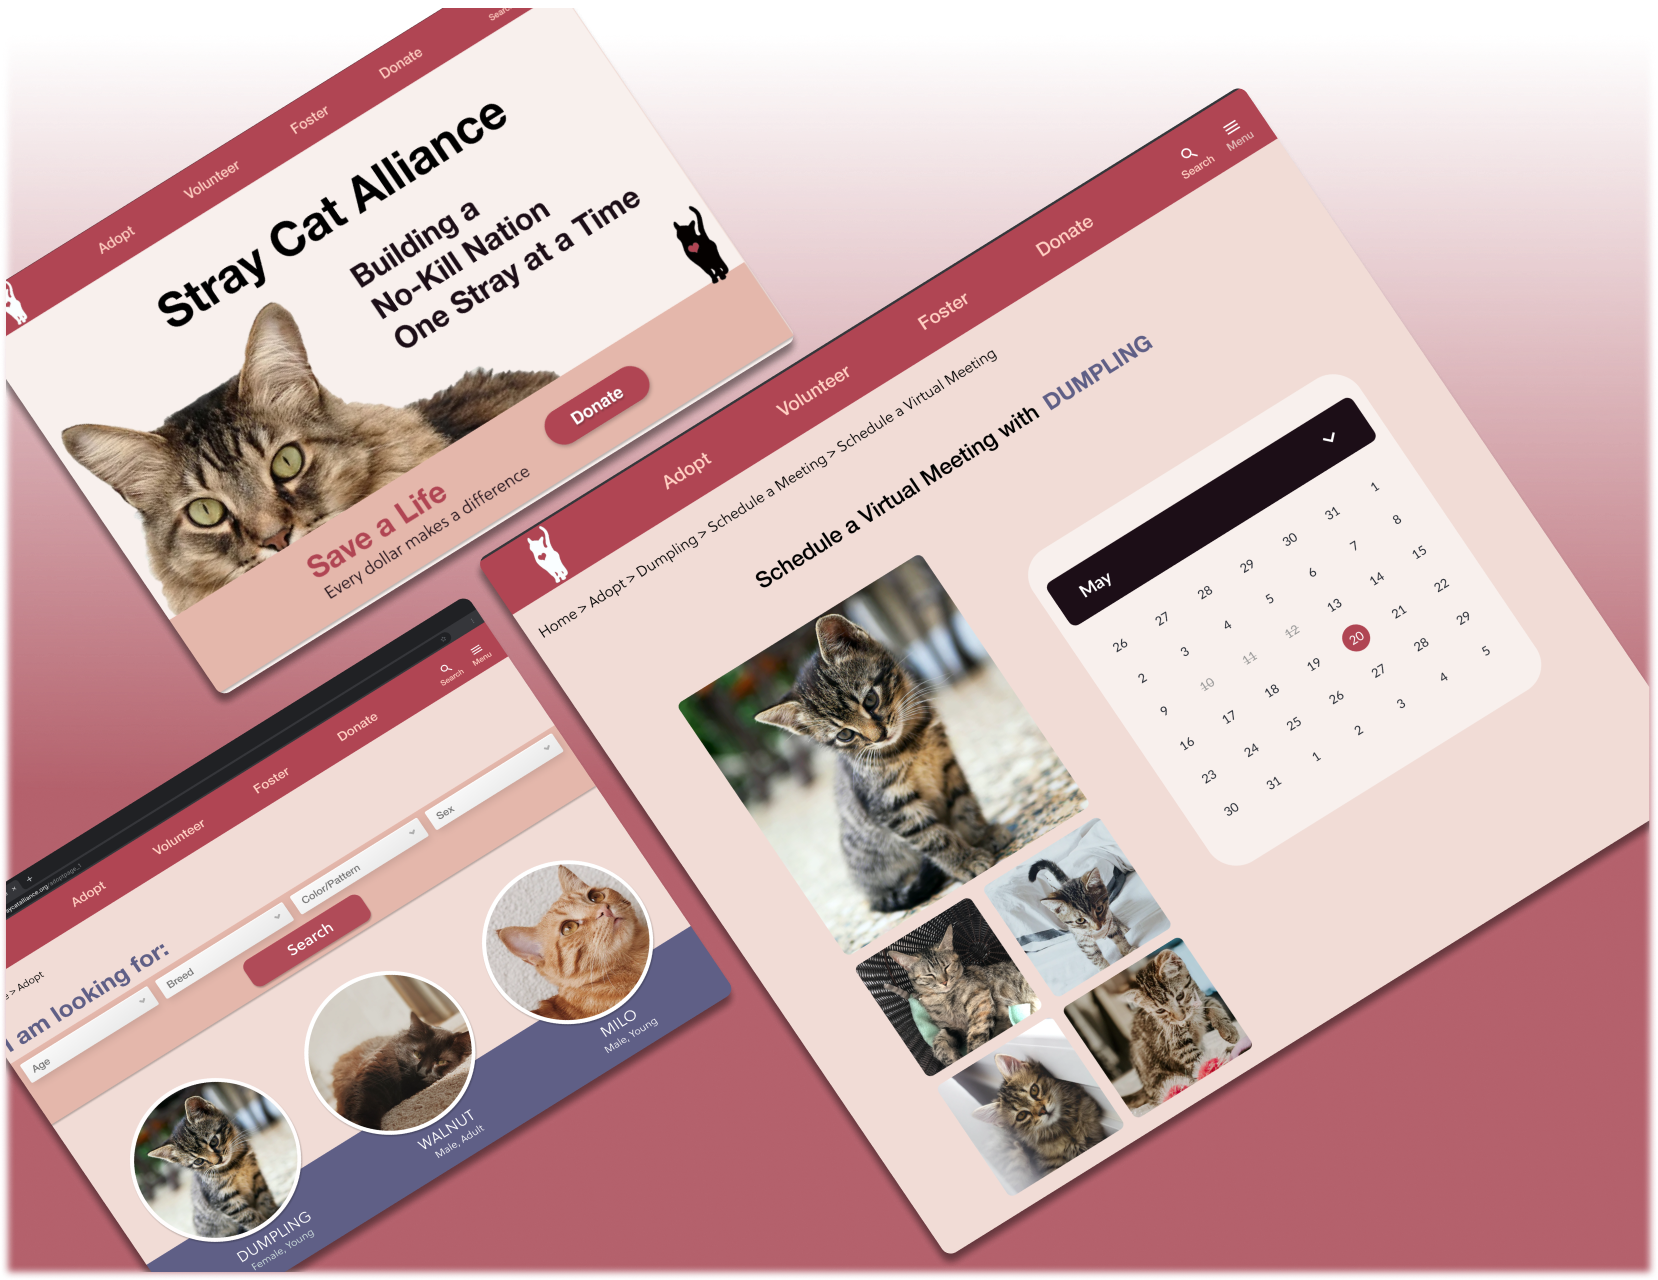 Adopt
Volunteer
Foster
Donate
Stray Cat Alliance
Building a
No-Kill Nation
One Stray at a Time
Save a Life
Every dollar makes a difference
Donate
Adopt
Volunteer
Foster
Donate
Search
Menu
Home > Adopt > Dumpling > Schedule a Meeting > Schedule a Virtual Meeting
Schedule a Virtual Meeting with DUMPLING
May
26 27 28 29 30 31 1
2 3 4 5 6 7 8
9 10 11 12 13 14 15
16 17 18 19 20 21 22
23 24 25 26 27 28 29
30 31 1 2 3 4 5
Adopt
Volunteer
Foster
Donate
Search
Menu
> Adopt
I am looking for:
Age
Breed
Color/Pattern
Sex
Search
DUMPLING
Female, Young
WALNUT
Male, Adult
MILO
Male, Young